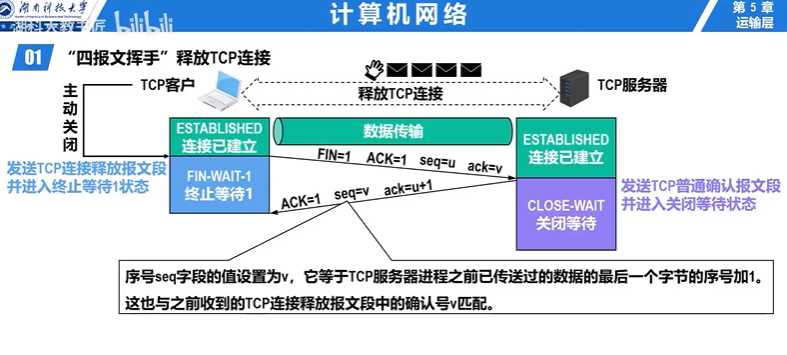 湖南科技大学
Hunan University of Science and Technology
湖科大教书匠 bilibili
计算机网络
第 5 章
运输层
01 “四报文挥手”释放TCP连接
主动关闭
TCP客户
释放TCP连接
TCP服务器
ESTABLISHED
连接已建立
数据传输
ESTABLISHED
连接已建立
FIN=1 ACK=1 seq=u ack=v
发送TCP连接释放报文段
并进入终止等待1状态
FIN-WAIT-1
终止等待1
ACK=1 seq=v ack=u+1
CLOSE-WAIT
关闭等待
发送TCP普通确认报文段
并进入关闭等待状态
序号seq字段的值设置为v，它等于TCP服务器进程之前已传送过的数据的最后一个字节的序号加1。
这也与之前收到的TCP连接释放报文段中的确认号v匹配。